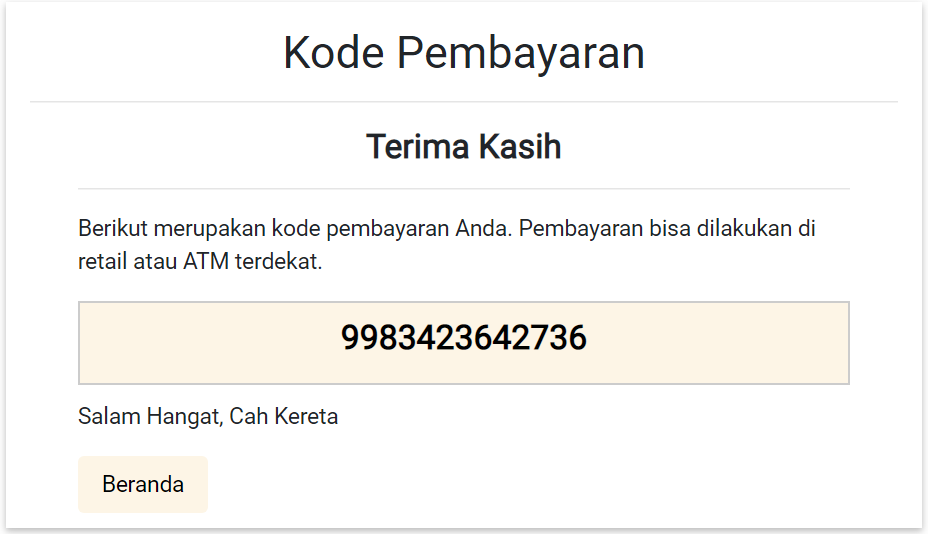 Kode Pembayaran
Terima Kasih
Berikut merupakan kode pembayaran Anda. Pembayaran bisa dilakukan di
retail atau ATM terdekat.
9983423642736
Salam Hangat, Cah Kereta
Beranda